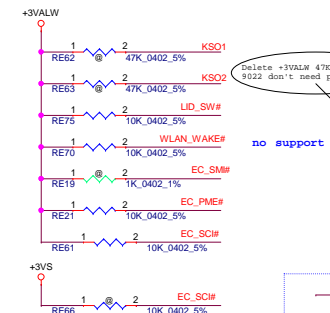 +3VALW
1 2 KSO1
@
RE62 47K_0402_5%
1 2 KSO2
@
RE63 47K_0402_5%
1 2 LID_SW#
RE75 10K_0402_5%
1 2 WLAN_WAKE#
RE70 10K_0402_5%
1 @ 2 EC_SMI#
RE19 1K_0402_1%
1 2 EC_PME#
RE21 10K_0402_5%
1 2 EC_SCI#
RE61 10K_0402_5%
+3VS
1 @ 2 EC_SCI#
RE66 10K_0402_5%
Delete +3VALW 47K
9022 don't need p
no support